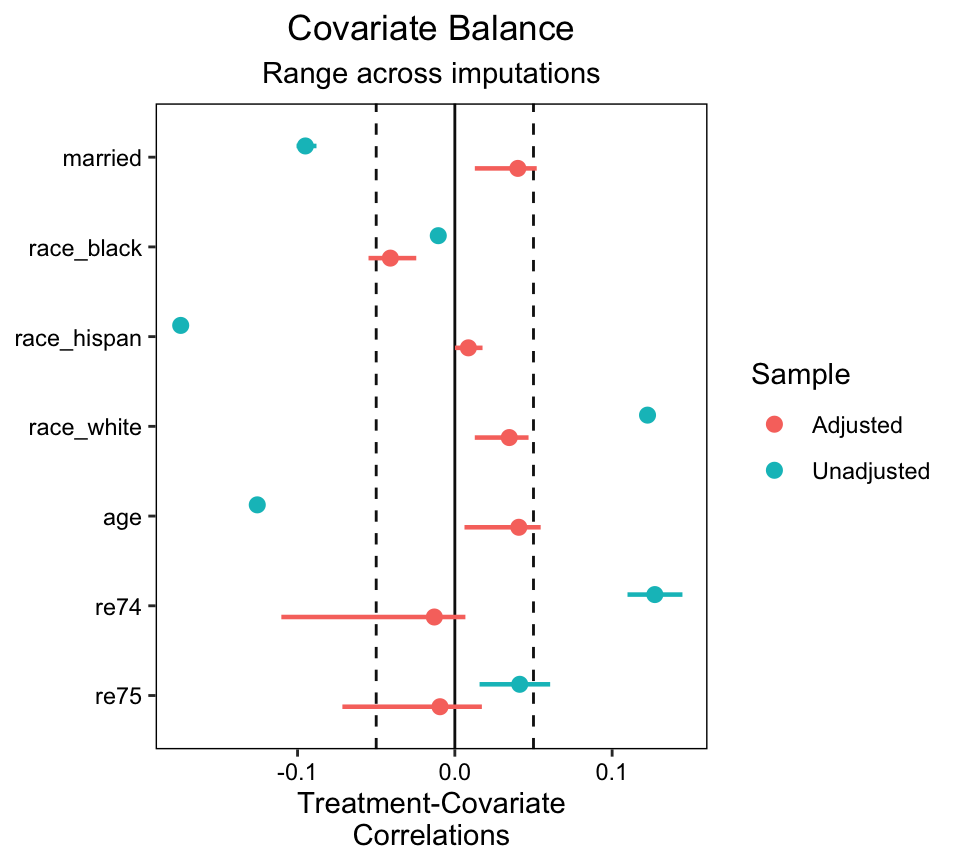 Covariate Balance
Range across imputations
married
race_black
race_hispan
race_white
age
re74
re75
-0.1
0.0
0.1
Treatment-Covariate
Correlations
Sample
Adjusted
Unadjusted